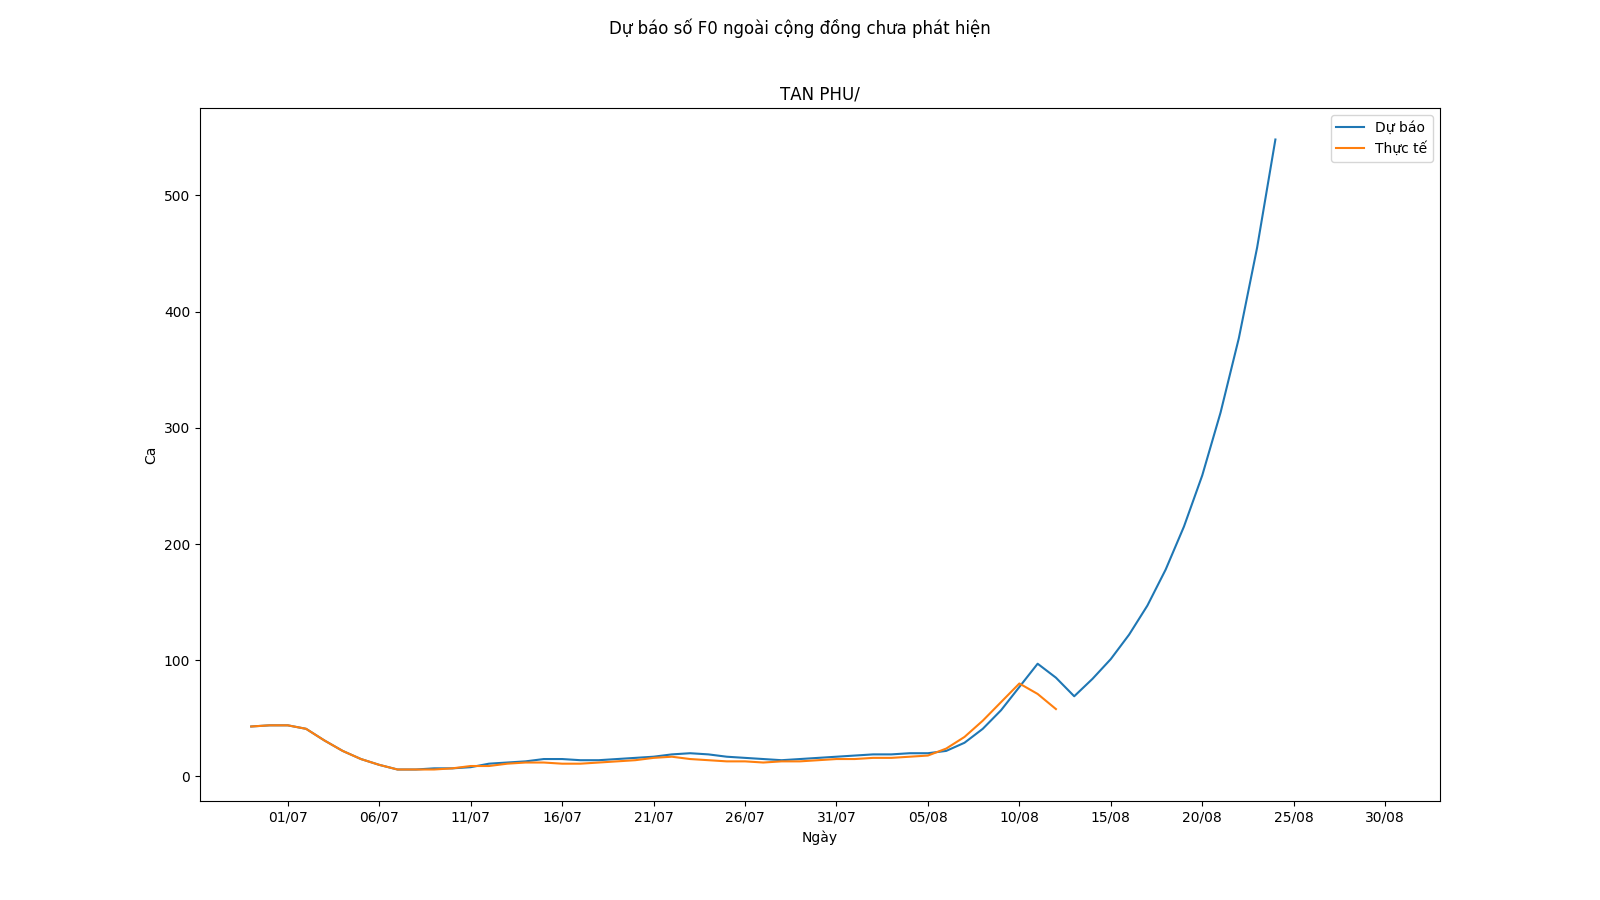 Dự báo số F0 ngoài cộng đồng chưa phát hiện
TAN PHU/
Dự báo
Thực tế
500
400
300
200
100
0
Ca
01/07 06/07 11/07 16/07 21/07 26/07 31/07 05/08 10/08 15/08 20/08 25/08 30/08
Ngày